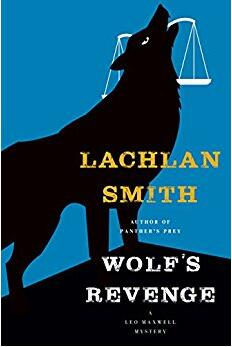 LACHLAN
SMITH
AUTHOR OF
PANTHER'S PREY
WOLF'S
REVENGE
A
LEO MAXWELL
MYSTERY